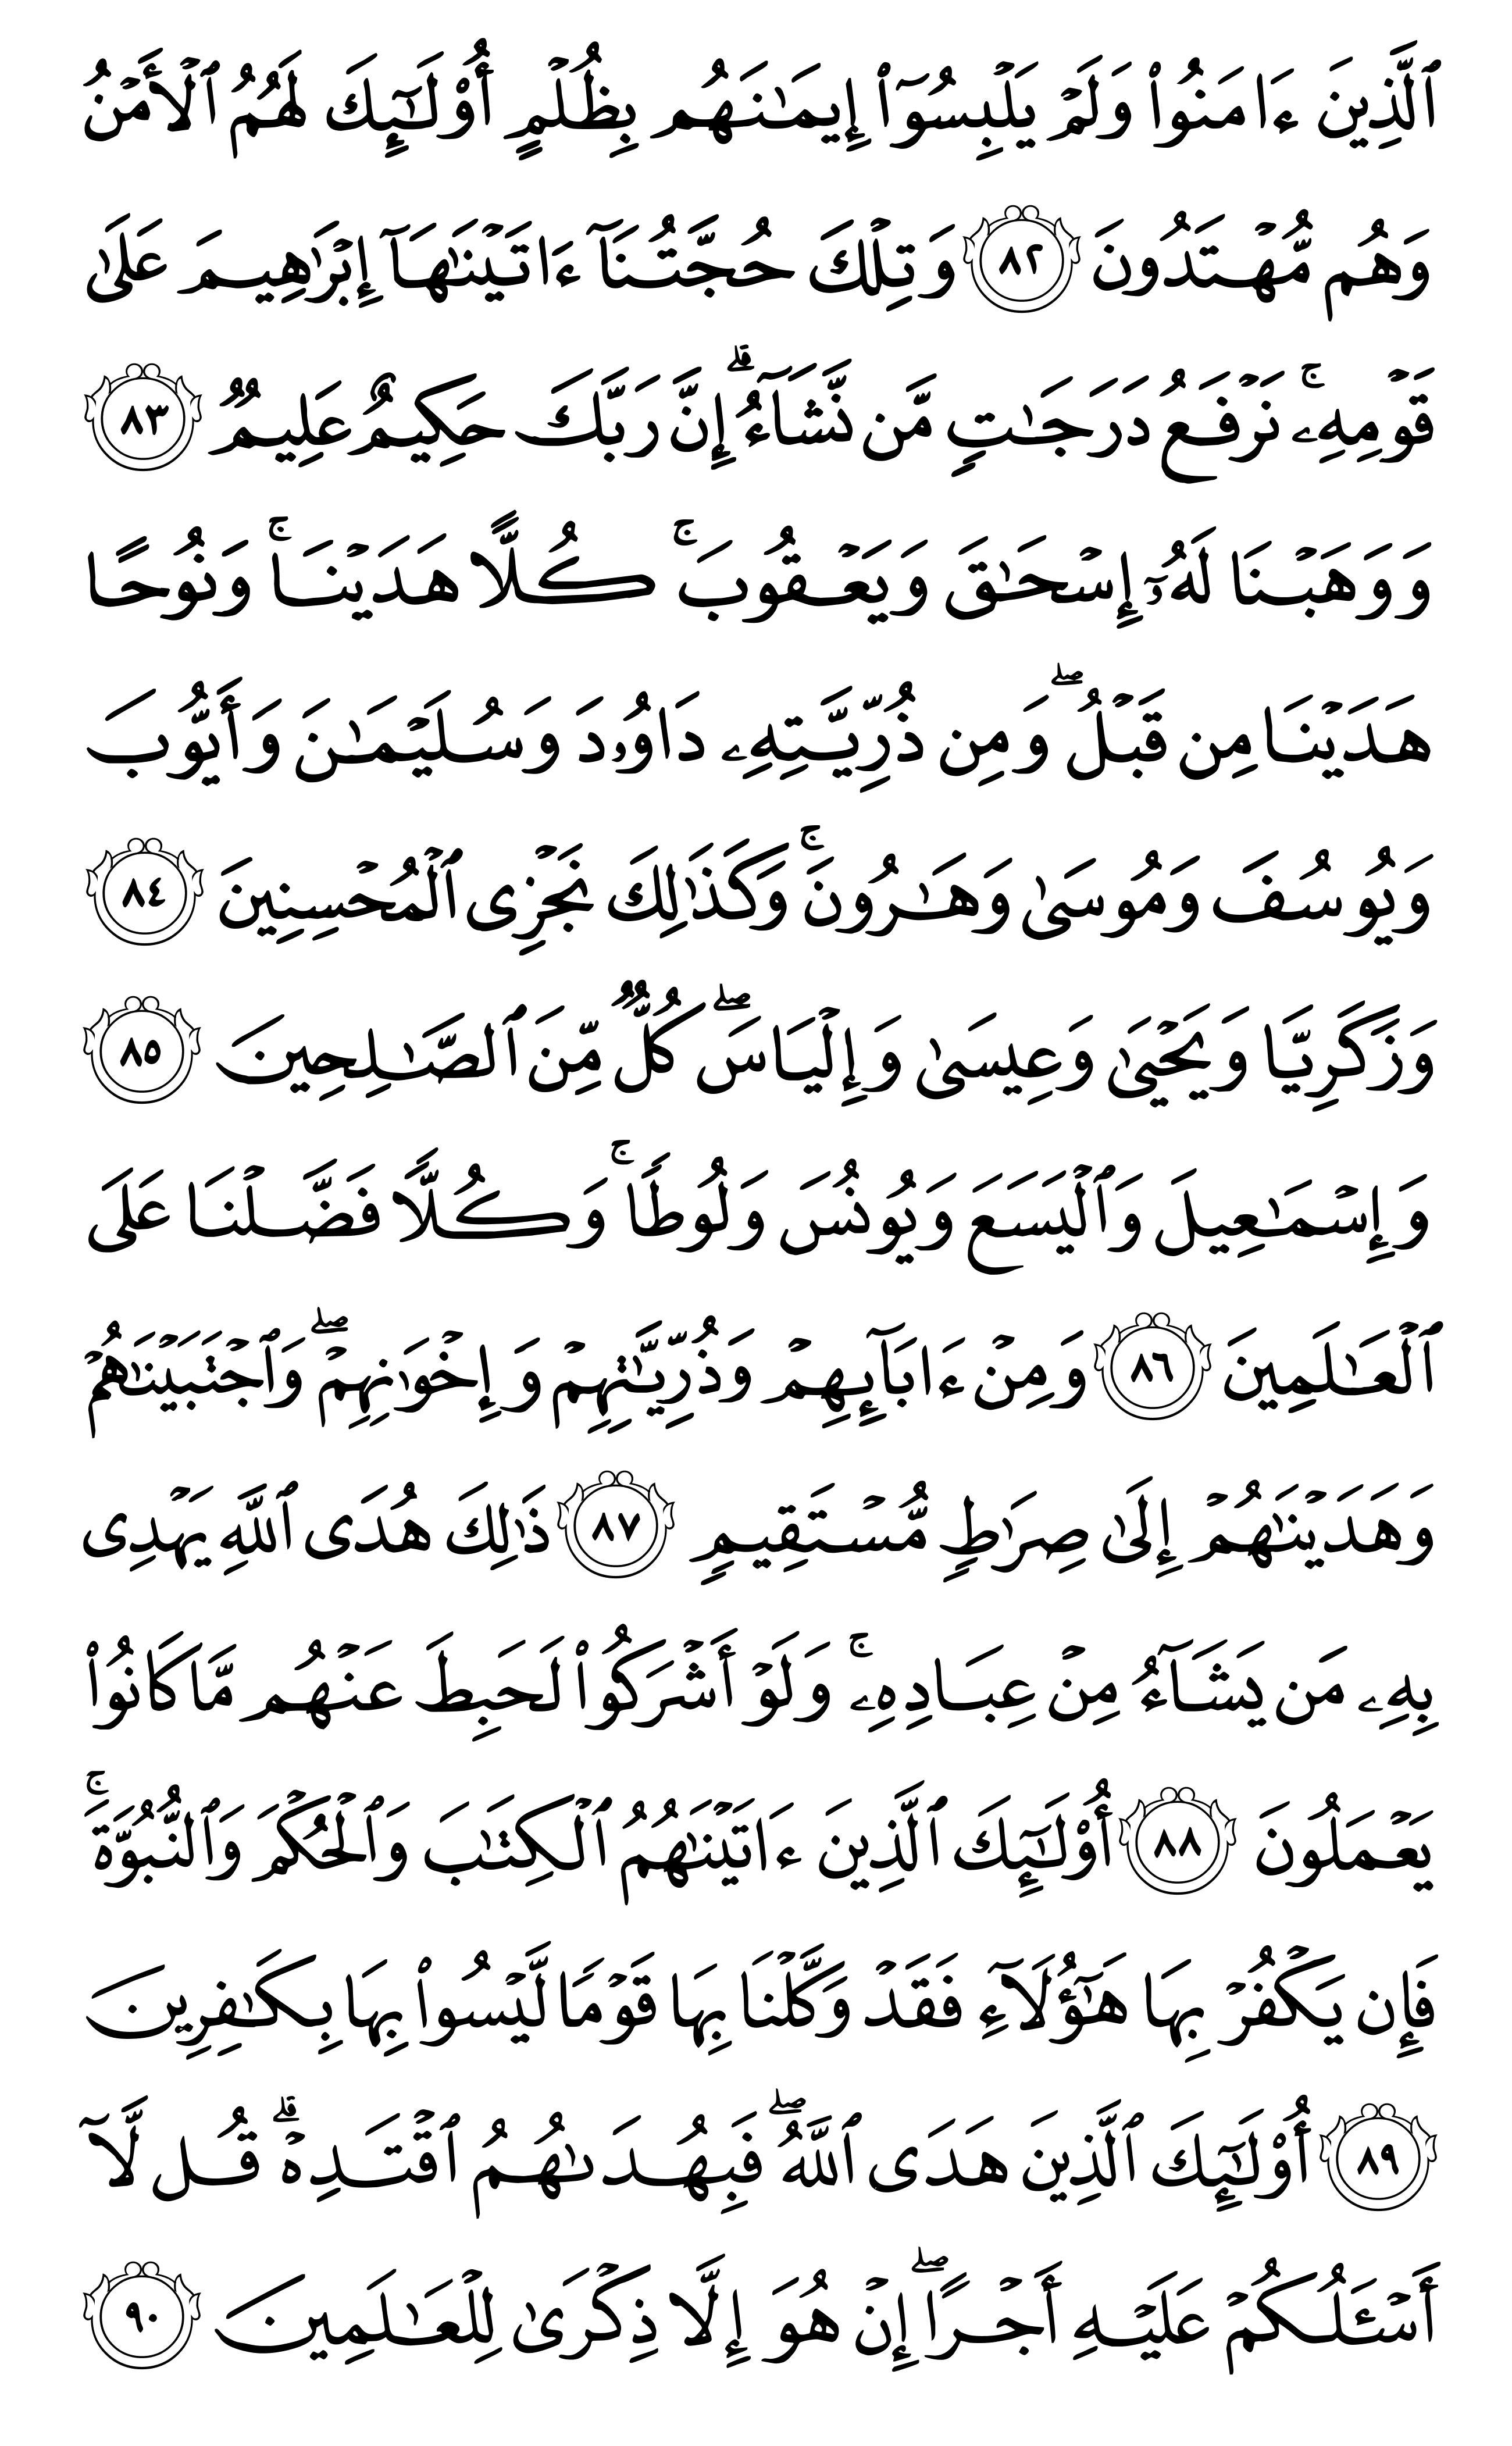 ٱلَّذِينَ ءَامَنُوا۟ وَلَمْ يَلْبِسُوٓا۟ إِيمَـٰنَهُم بِظُلْمٍ أُو۟لَـٰٓئِكَ لَهُمُ ٱلْأَمْنُ
وَهُم مُّهْتَدُونَ ٨٢ وَتِلْكَ حُجَّتُنَآ ءَاتَيْنَـٰهَآ إِبْرَٰهِيمَ عَلَىٰ
قَوْمِهِۦ ۚ نَرْفَعُ دَرَجَـٰتٍ مَّن نَّشَآءُ ۗ إِنَّ رَبَّكَ حَكِيمٌ عَلِيمٌ ٨٣
وَوَهَبْنَا لَهُۥٓ إِسْحَـٰقَ وَيَعْقُوبَ ۚ كُلًّا هَدَيْنَا ۚ وَنُوحًا
هَدَيْنَا مِن قَبْلُ ۖ وَمِن ذُرِّيَّتِهِۦ دَاوُۥدَ وَسُلَيْمَـٰنَ وَأَيُّوبَ
وَيُوسُفَ وَمُوسَىٰ وَهَـٰرُونَ ۚ وَكَذَٰلِكَ نَجْزِى ٱلْمُحْسِنِينَ ٨٤
وَزَكَرِيَّا وَيَحْيَىٰ وَعِيسَىٰ وَإِلْيَاسَ ۖ كُلٌّ مِّنَ ٱلصَّـٰلِحِينَ ٨٥
وَإِسْمَـٰعِيلَ وَٱلْيَسَعَ وَيُونُسَ وَلُوطًا ۚ وَكُلًّا فَضَّلْنَا عَلَى
ٱلْعَـٰلَمِينَ ٨٦ وَمِنْ ءَابَآئِهِمْ وَذُرِّيَّـٰتِهِمْ وَإِخْوَٰنِهِمْ ۖ وَٱجْتَبَيْنَـٰهُمْ
وَهَدَيْنَـٰهُمْ إِلَىٰ صِرَٰطٍ مُّسْتَقِيمٍ ٨٧ ذَٰلِكَ هُدَى ٱللَّهِ يَهْدِى
بِهِۦ مَن يَشَآءُ مِنْ عِبَادِهِۦ ۚ وَلَوْ أَشْرَكُوا۟ لَحَبِطَ عَنْهُم مَّا كَانُوا۟
يَعْمَلُونَ ٨٨ أُو۟لَـٰٓئِكَ ٱلَّذِينَ ءَاتَيْنَـٰهُمُ ٱلْكِتَـٰبَ وَٱلْحُكْمَ وَٱلنُّبُوَّةَ ۚ
فَإِن يَكْفُرْ بِهَا هَـٰٓؤُلَآءِ فَقَدْ وَكَّلْنَا بِهَا قَوْمًا لَّيْسُوا۟ بِهَا بِكَـٰفِرِينَ
٨٩ أُو۟لَـٰٓئِكَ ٱلَّذِينَ هَدَى ٱللَّهُ ۖ فَبِهُدَىٰهُمُ ٱقْتَدِهْ ۗ قُل لَّآ
أَسْـَٔلُكُمْ عَلَيْهِ أَجْرًا ۖ إِنْ هُوَ إِلَّا ذِكْرَىٰ لِلْعَـٰلَمِينَ ٩٠